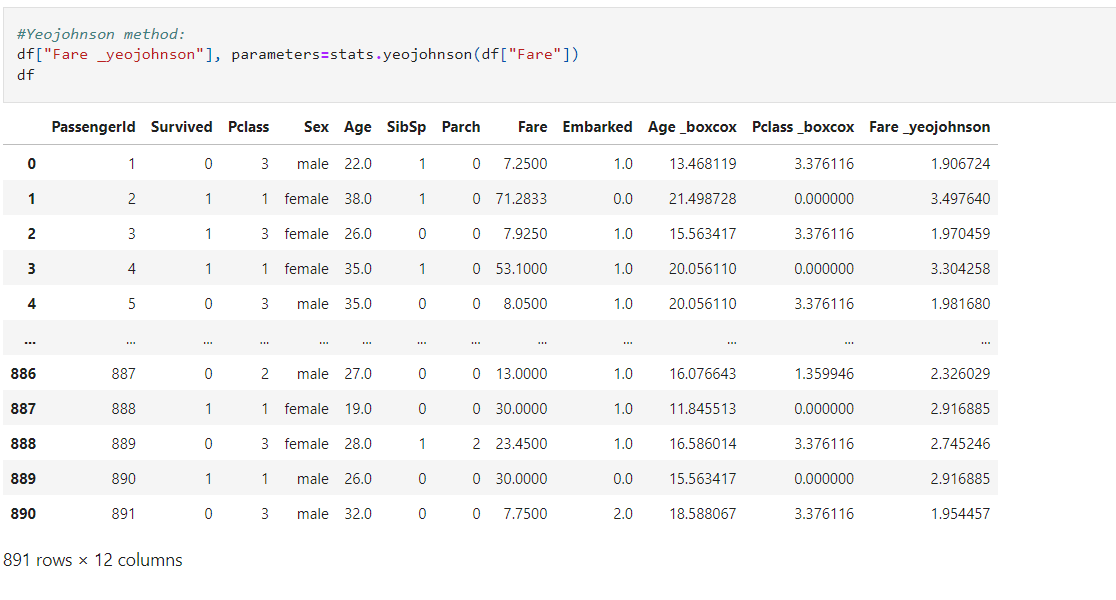 #Yeojohnson method:
df["Fare _yeojohnson"], parameters=stats.yeojohnson(df["Fare"])
df
PassengerId Survived Pclass Sex Age SibSp Parch Fare Embarked Age _boxcox Pclass _boxcox Fare _yeojohnson
0 1 0 3 male 22.0 1 0 7.2500 1.0 13.468119 3.376116 1.906724
1 2 1 1 female 38.0 1 0 71.2833 0.0 21.498728 0.000000 3.497640
2 3 1 3 female 26.0 0 0 7.9250 1.0 15.563417 3.376116 1.970459
3 4 1 1 female 35.0 1 0 53.1000 1.0 20.056110 0.000000 3.304258
4 5 0 3 male 35.0 0 0 8.0500 1.0 20.056110 3.376116 1.981680
... ... ... ... ... ... ... ... ... ... ... ... ...
886 887 0 2 male 27.0 0 0 13.0000 1.0 16.076643 1.359946 2.326029
887 888 1 1 female 19.0 0 0 30.0000 1.0 11.845513 0.000000 2.916885
888 889 0 3 female 28.0 1 2 23.4500 1.0 16.586014 3.376116 2.745246
889 890 1 1 male 26.0 0 0 30.0000 0.0 15.563417 0.000000 2.916885
890 891 0 3 male 32.0 0 0 7.7500 2.0 18.588067 3.376116 1.954457
891 rows × 12 columns